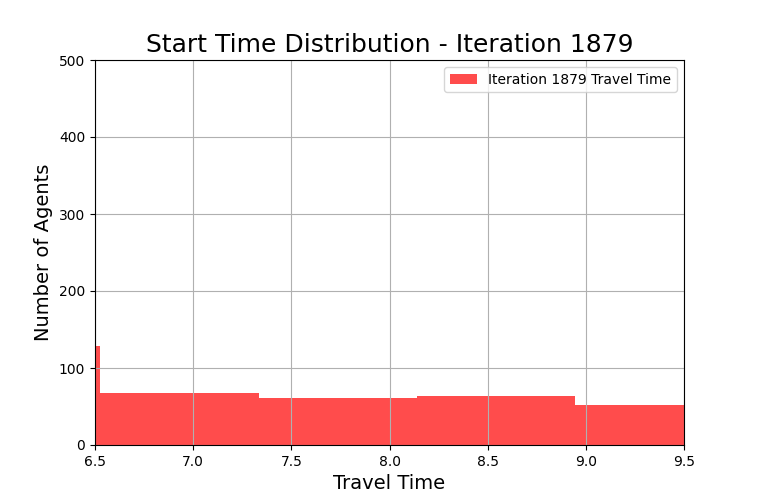 Start Time Distribution - Iteration 1879
Iteration 1879 Travel Time
Number of Agents
500
400
300
200
100
0
6.5 7.0 7.5 8.0 8.5 9.0 9.5
Travel Time